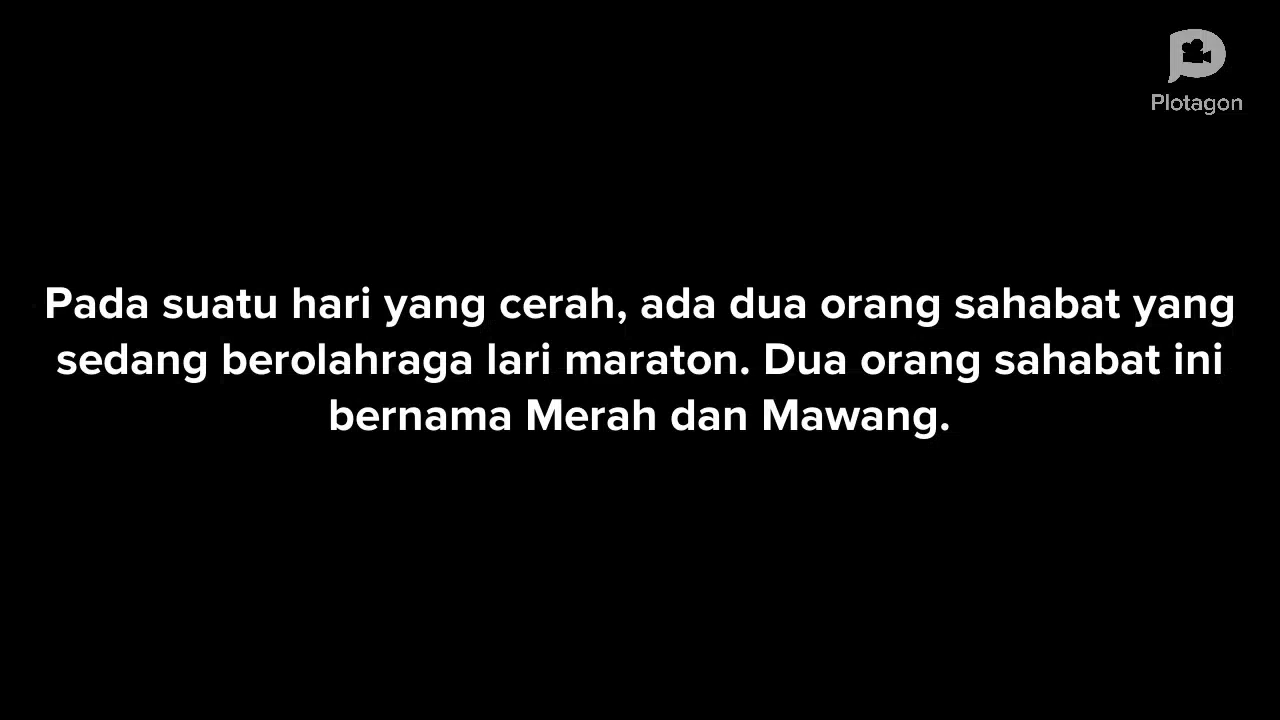 Plotagon
Pada suatu hari yang cerah, ada dua orang sahabat yang
sedang berolahraga lari maraton. Dua orang sahabat ini
bernama Merah dan Mawang.